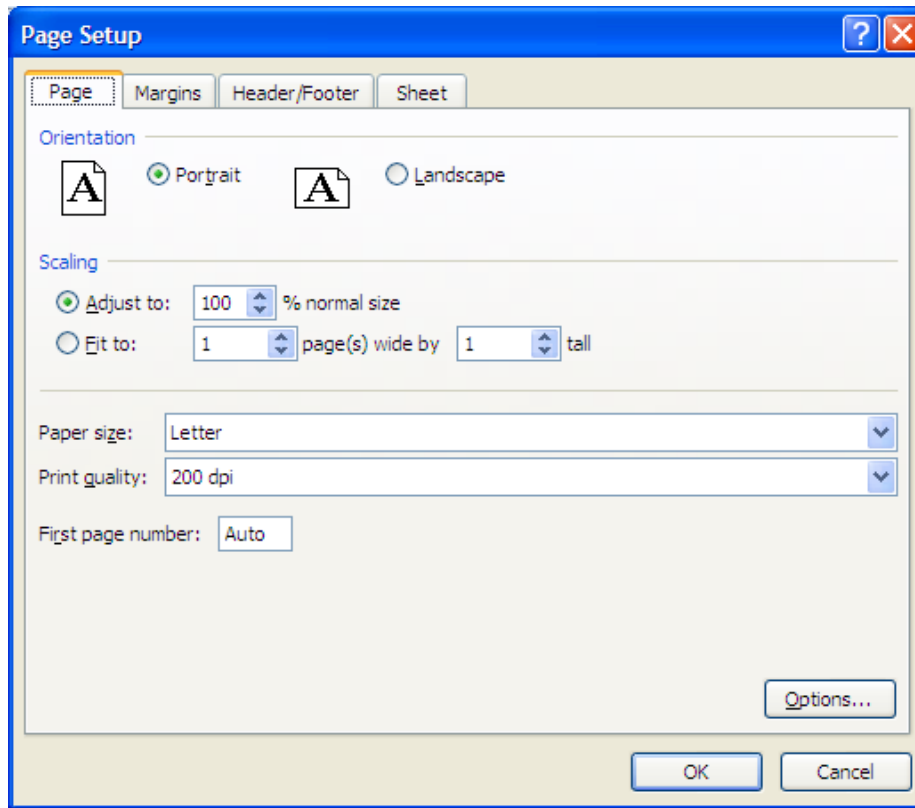 Page Setup
Page Margins Header/Footer Sheet
Orientation
A Portrait A Landscape
Scaling
Adjust to: 100 % normal size
Fit to: 1 page(s) wide by 1 tall
Paper size: Letter
Print quality: 200 dpi
First page number: Auto
Options...
OK Cancel